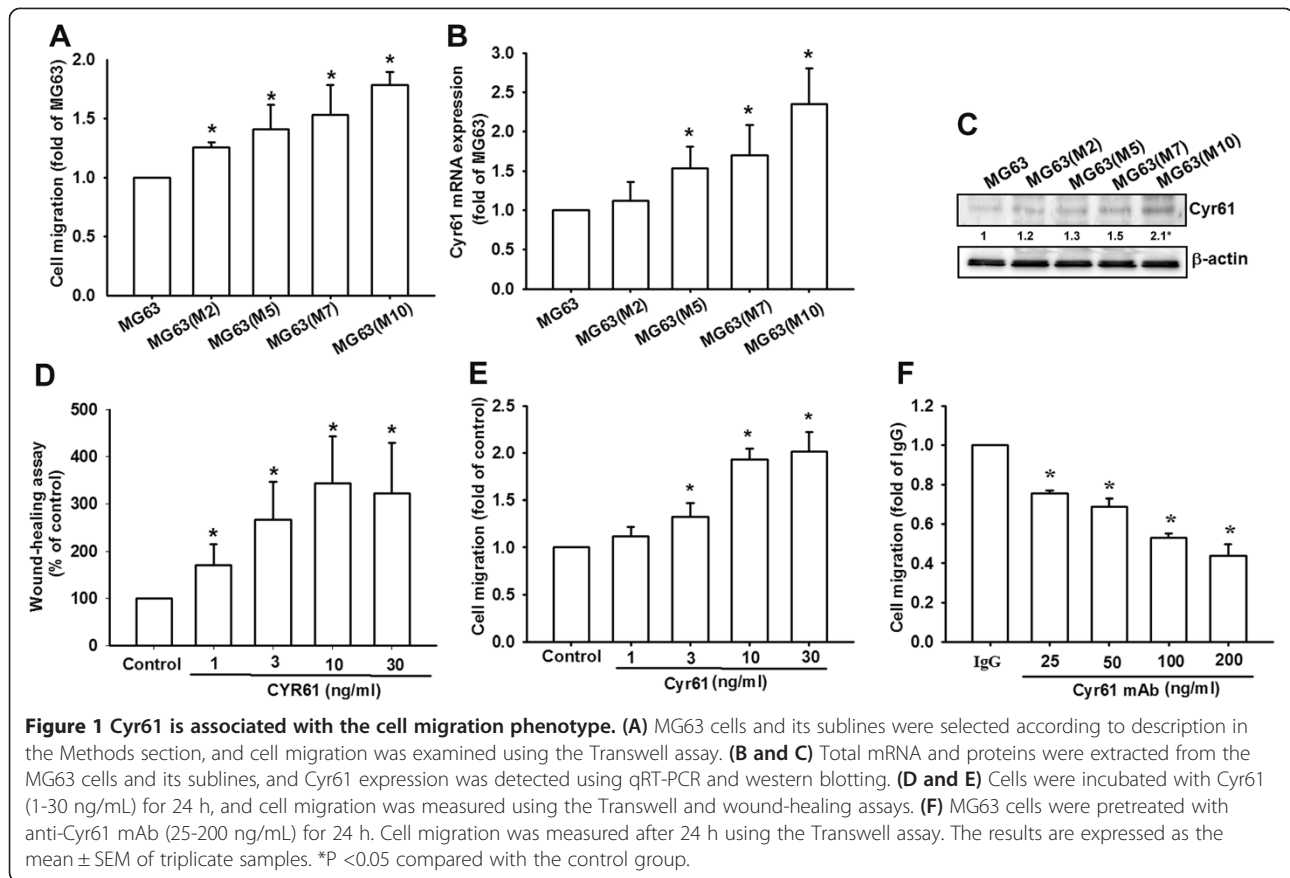 A
Cell migration (fold of MG63)
2.0
1.5
1.0
0.5
0.0
* * * *
MG63
MG63(M2)
MG63(M5)
MG63(M7)
MG63(M10)
B
Cyr61 mRNA expression
(fold of MG63)
3.0
2.5
2.0
1.5
1.0
0.5
0.0
* * *
MG63
MG63(M2)
MG63(M5)
MG63(M7)
MG63(M10)
C
MG63
MG63(M2)
MG63(M5)
MG63(M7)
MG63(M10)
Cyr61
1 1.2 1.3 1.5 2.1*
β-actin
D
Wound-healing assay
(% of control)
500
400
300
200
100
0
* * * *
Control 1 3 10 30
CYR61 (ng/ml)
E
Cell migration (fold of control)
2.5
2.0
1.5
1.0
0.5
0.0
* * *
Control 1 3 10 30
Cyr61 (ng/ml)
F
Cell migration (fold of IgG)
1.2
1.0
0.8
0.6
0.4
0.2
0.0
* * * *
IgG 25 50 100 200
Cyr61 mAb (ng/ml)
Figure 1 Cyr61 is associated with the cell migration phenotype. (A) MG63 cells and its sublines were selected according to description in
the Methods section, and cell migration was examined using the Transwell assay. (B and C) Total mRNA and proteins were extracted from the
MG63 cells and its sublines, and Cyr61 expression was detected using qRT-PCR and western blotting. (D and E) Cells were incubated with Cyr61
(1-30 ng/mL) for 24 h, and cell migration was measured using the Transwell and wound-healing assays. (F) MG63 cells were pretreated with
anti-Cyr61 mAb (25-200 ng/mL) for 24 h. Cell migration was measured after 24 h using the Transwell assay. The results are expressed as the
mean ± SEM of triplicate samples. *P <0.05 compared with the control group.